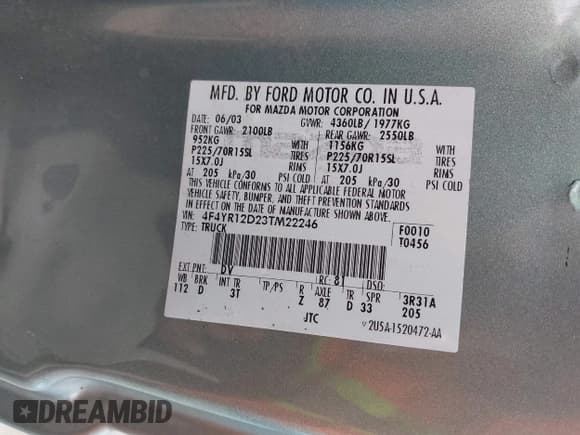 MFD. BY FORD MOTOR CO. IN U.S.A.
FOR MAZDA MOTOR CORPORATION
DATE: 06/03 GVWR: 4360LB/ 1977KG
FRONT GAWR: 2100LB REAR GAWR: 2550LB
952KG WITH 1156KG WITH
P225/70R15SL TIRES P225/70R15SL TIRES
15X7.0J RIMS 15X7.0J RIMS
AT 205 kPa/30 PSI COLD AT 205 kPa/30 PSI COLD
THIS VEHICLE CONFORMS TO ALL APPLICABLE FEDERAL MOTOR
VEHICLE SAFETY, BUMPER, AND THEFT PREVENTION STANDARDS
IN EFFECT ON THE DATE OF MANUFACTURE SHOWN ABOVE.
VIN: 4F4YR12D23TM22246 F0010
TYPE: TRUCK T0456
EXT PNT: DV RC: 81 DSO:
WB BRK INT TR TP/PS R AXLE TR SPR 3R31A
112 D 3T Z 87 D 33 205
JTC 2U5A-1520472-AA
DREAMBID